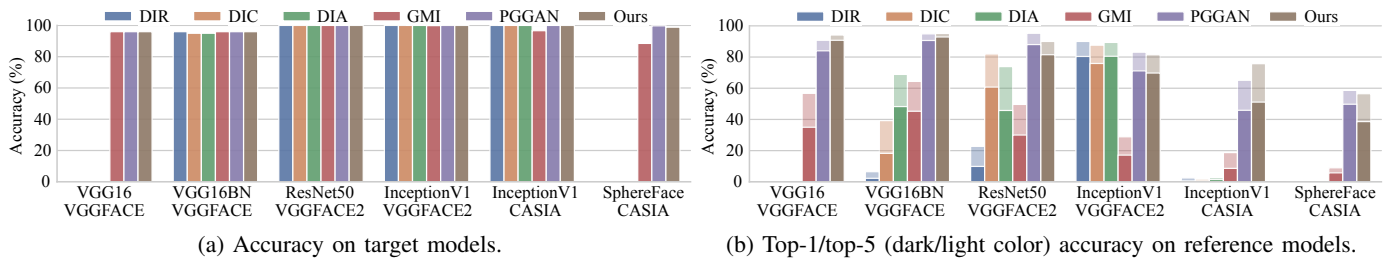 DIR DIC DIA GMI PGGAN Ours
Accuracy (%)
100
80
60
40
20
0
VGG16 VGG16BN ResNet50 InceptionV1 InceptionV1 SphereFace
VGGFACE VGGFACE VGGFACE2 VGGFACE2 CASIA CASIA
(a) Accuracy on target models.
DIR DIC DIA GMI PGGAN Ours
Accuracy (%)
100
80
60
40
20
0
VGG16 VGG16BN ResNet50 InceptionV1 InceptionV1 SphereFace
VGGFACE VGGFACE VGGFACE2 VGGFACE2 CASIA CASIA
(b) Top-1/top-5 (dark/light color) accuracy on reference models.